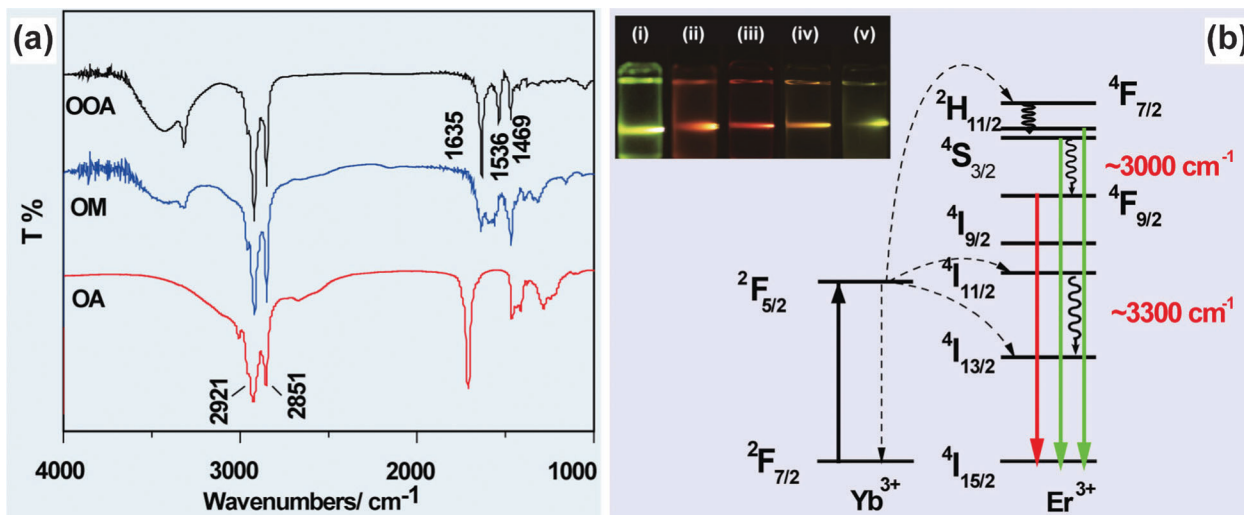 (a)
OOA
OM
OA
1635
1536
1469
2921
2851
T %
4000
3000
2000
1000
Wavenumbers/ cm⁻¹
(b)
(i)
(ii)
(iii)
(iv)
(v)
⁴F₇/₂
²H₁₁/₂
⁴S₃/₂
~3000 cm⁻¹
⁴F₉/₂
⁴I₉/₂
²F₅/₂
⁴I₁₁/₂
~3300 cm⁻¹
⁴I₁₃/₂
²F₇/₂
⁴I₁₅/₂
Yb³⁺
Er³⁺